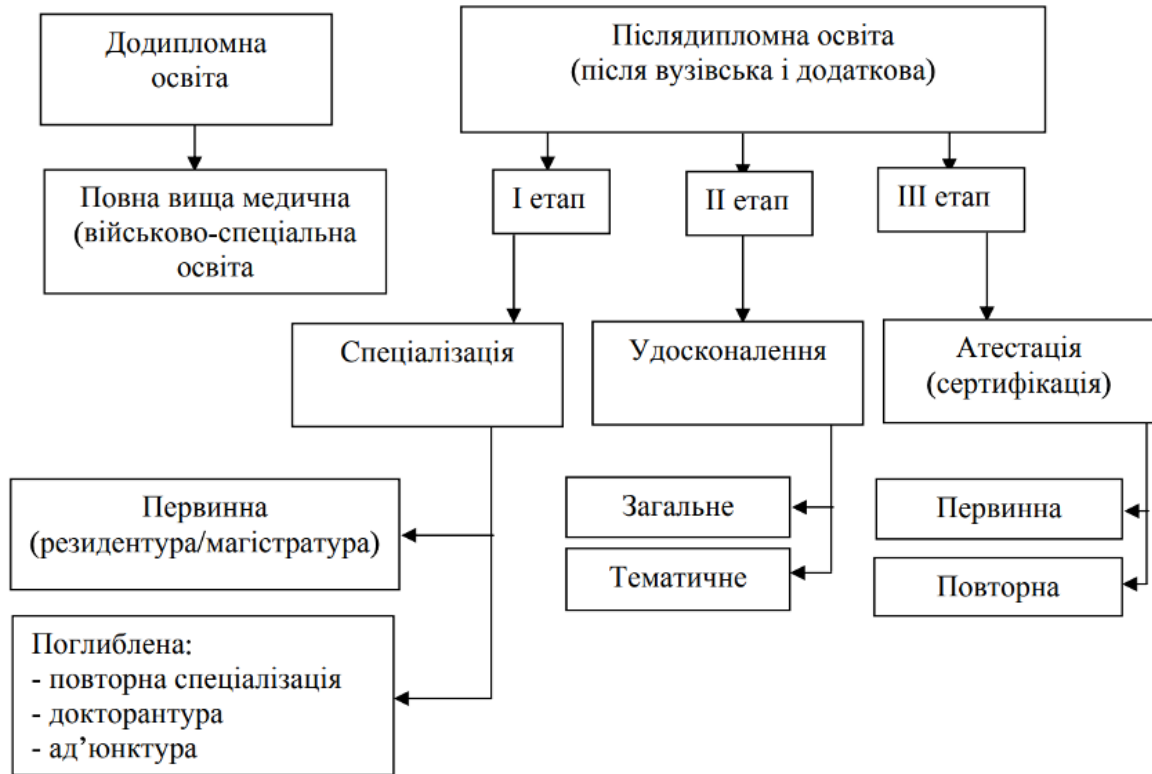 Додипломна
освіта
Післядипломна освіта
(після вузівська і додаткова)
Повна вища медична
(військово-спеціальна
освіта
І етап
ІІ етап
ІІІ етап
Спеціалізація
Удосконалення
Атестація
(сертифікація)
Первинна
(резидентура/магістратура)
Загальне
Первинна
Тематичне
Повторна
Поглиблена:
- повторна спеціалізація
- докторантура
- ад’юнктура